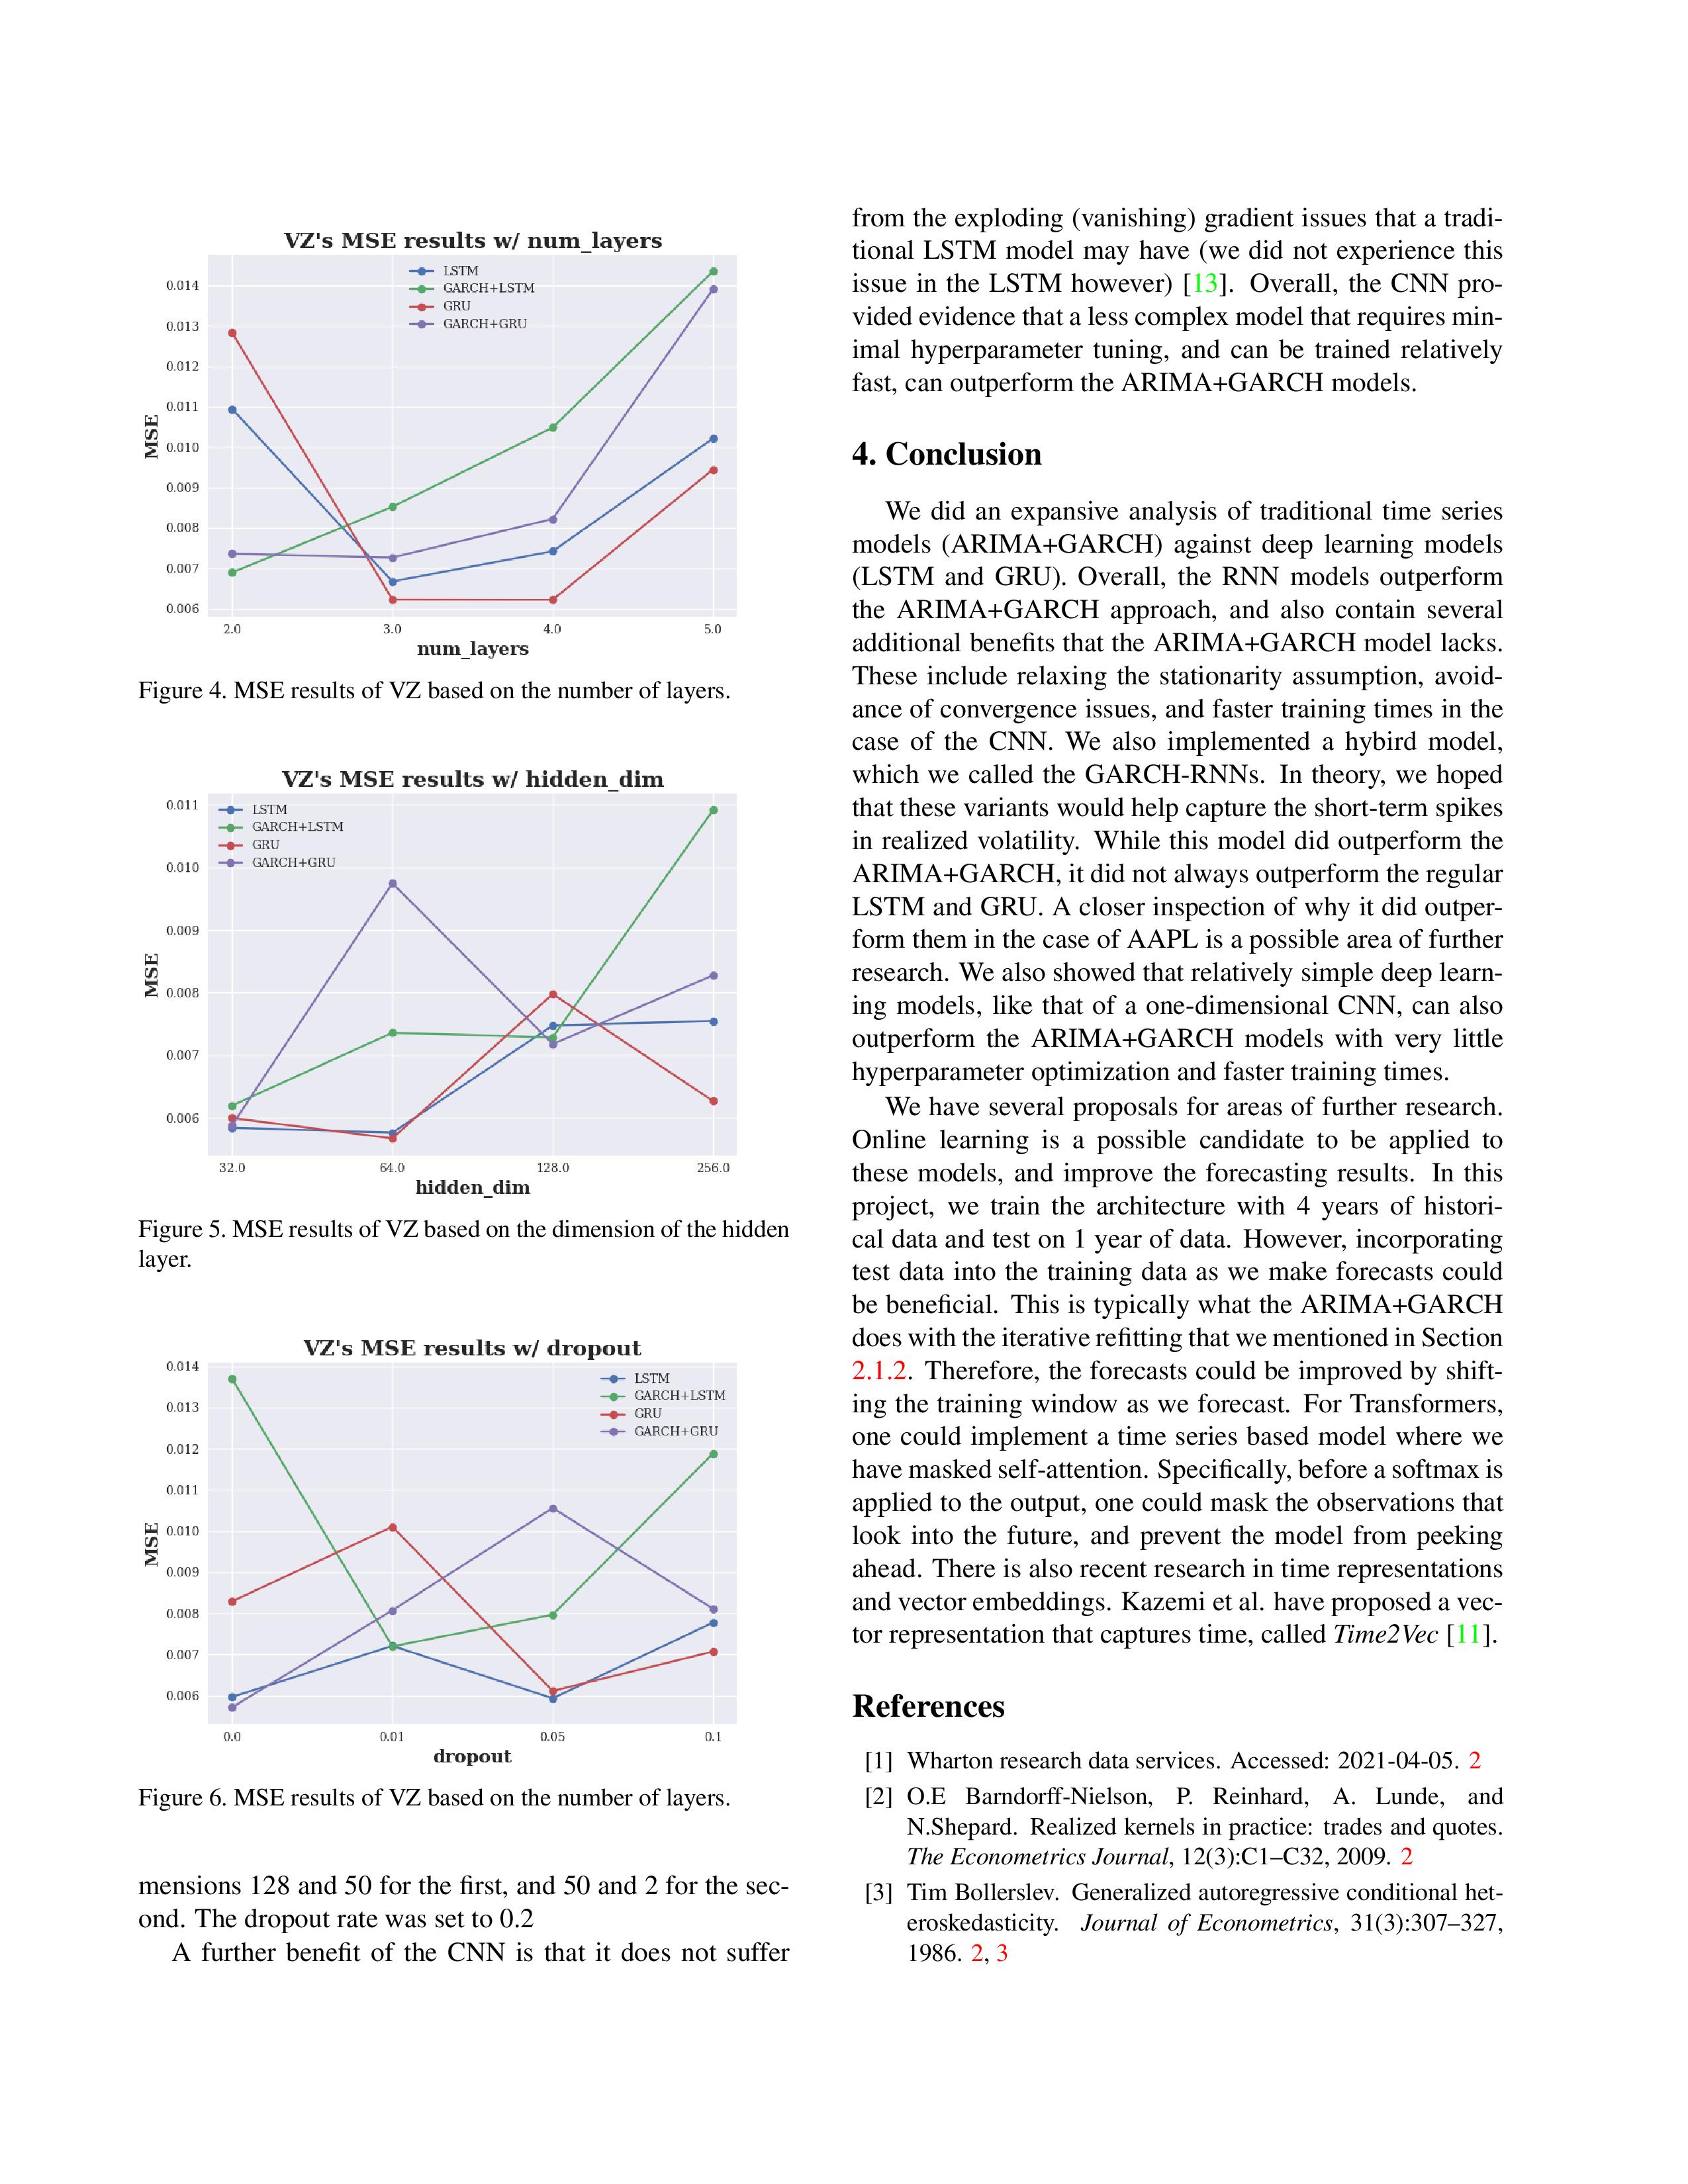 VZ's MSE results w/ num_layers
LSTM
GARCH+LSTM
GRU
GARCH+GRU
0.014
0.013
0.012
0.011
0.010
0.009
0.008
0.007
0.006
MSE
2.0 3.0 4.0 5.0
num_layers
Figure 4. MSE results of VZ based on the number of layers.
VZ's MSE results w/ hidden_dim
LSTM
GARCH+LSTM
GRU
GARCH+GRU
0.011
0.010
0.009
0.008
0.007
0.006
MSE
32.0 64.0 128.0 256.0
hidden_dim
Figure 5. MSE results of VZ based on the dimension of the hidden
layer.
VZ's MSE results w/ dropout
LSTM
GARCH+LSTM
GRU
GARCH+GRU
0.014
0.013
0.012
0.011
0.010
0.009
0.008
0.007
0.006
MSE
0.0 0.01 0.05 0.1
dropout
Figure 6. MSE results of VZ based on the number of layers.
mensions 128 and 50 for the first, and 50 and 2 for the sec-
ond. The dropout rate was set to 0.2
A further benefit of the CNN is that it does not suffer
from the exploding (vanishing) gradient issues that a tradi-
tional LSTM model may have (we did not experience this
issue in the LSTM however) [13]. Overall, the CNN pro-
vided evidence that a less complex model that requires min-
imal hyperparameter tuning, and can be trained relatively
fast, can outperform the ARIMA+GARCH models.
4. Conclusion
We did an expansive analysis of traditional time series
models (ARIMA+GARCH) against deep learning models
(LSTM and GRU). Overall, the RNN models outperform
the ARIMA+GARCH approach, and also contain several
additional benefits that the ARIMA+GARCH model lacks.
These include relaxing the stationarity assumption, avoid-
ance of convergence issues, and faster training times in the
case of the CNN. We also implemented a hybird model,
which we called the GARCH-RNNs. In theory, we hoped
that these variants would help capture the short-term spikes
in realized volatility. While this model did outperform the
ARIMA+GARCH, it did not always outperform the regular
LSTM and GRU. A closer inspection of why it did outper-
form them in the case of AAPL is a possible area of further
research. We also showed that relatively simple deep learn-
ing models, like that of a one-dimensional CNN, can also
outperform the ARIMA+GARCH models with very little
hyperparameter optimization and faster training times.
We have several proposals for areas of further research.
Online learning is a possible candidate to be applied to
these models, and improve the forecasting results. In this
project, we train the architecture with 4 years of histori-
cal data and test on 1 year of data. However, incorporating
test data into the training data as we make forecasts could
be beneficial. This is typically what the ARIMA+GARCH
does with the iterative refitting that we mentioned in Section
2.1.2. Therefore, the forecasts could be improved by shift-
ing the training window as we forecast. For Transformers,
one could implement a time series based model where we
have masked self-attention. Specifically, before a softmax is
applied to the output, one could mask the observations that
look into the future, and prevent the model from peeking
ahead. There is also recent research in time representations
and vector embeddings. Kazemi et al. have proposed a vec-
tor representation that captures time, called Time2Vec [11].
References
[1] Wharton research data services. Accessed: 2021-04-05. 2
[2] O.E Barndorff-Nielson, P. Reinhard, A. Lunde, and
N.Shepard. Realized kernels in practice: trades and quotes.
The Econometrics Journal, 12(3):C1–C32, 2009. 2
[3] Tim Bollerslev. Generalized autoregressive conditional het-
eroskedasticity. Journal of Econometrics, 31(3):307–327,
1986. 2, 3